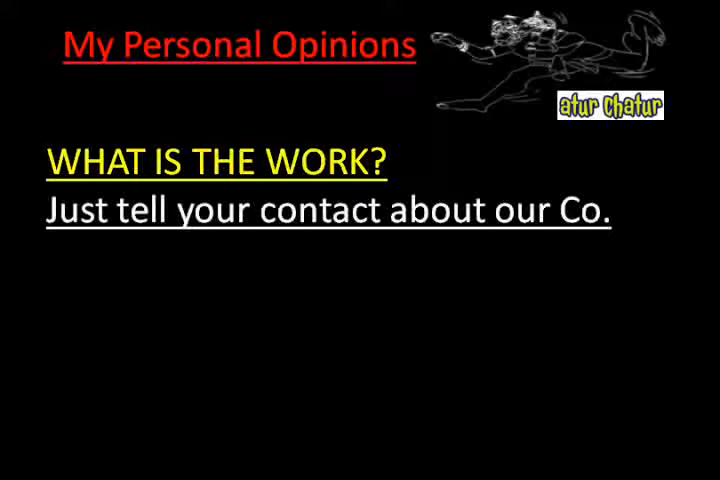 My Personal Opinions
atur chatur
WHAT IS THE WORK?
Just tell your contact about our Co.